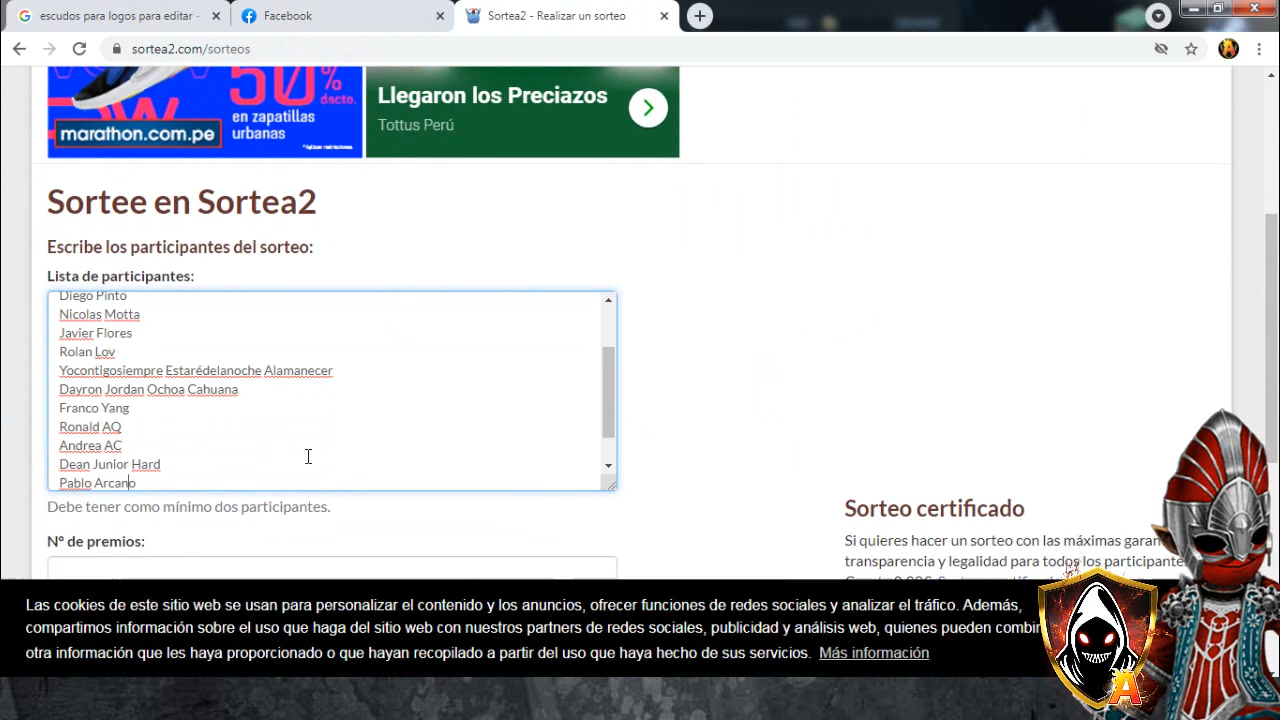 escudos para logos para editar -
Facebook
Sortea2 - Realizar un sorteo
sortea2.com/sorteos
50%
dscto.
en zapatillas
urbanas
marathon.com.pe
Llegaron los Preciazos
Tottus Perú
Sortee en Sortea2
Escribe los participantes del sorteo:
Lista de participantes:
Diego Pinto
Nicolas Motta
Javier Flores
Rolan Lov
Yocontigosiempre Estarédelanoche Alamanecer
Dayron Jordan Ochoa Cahuana
Franco Yang
Ronald AQ
Andrea AC
Dean Junior Hard
Pablo Arcano
Debe tener como mínimo dos participantes.
N° de premios:
Sorteo certificado
Si quieres hacer un sorteo con las máximas garan
transparencia y legalidad para todos los participante
Las cookies de este sitio web se usan para personalizar el contenido y los anuncios, ofrecer funciones de redes sociales y analizar el tráfico. Además,
compartimos información sobre el uso que haga del sitio web con nuestros partners de redes sociales, publicidad y análisis web, quienes pueden combin
otra información que les haya proporcionado o que hayan recopilado a partir del uso que haya hecho de sus servicios. Más información
A